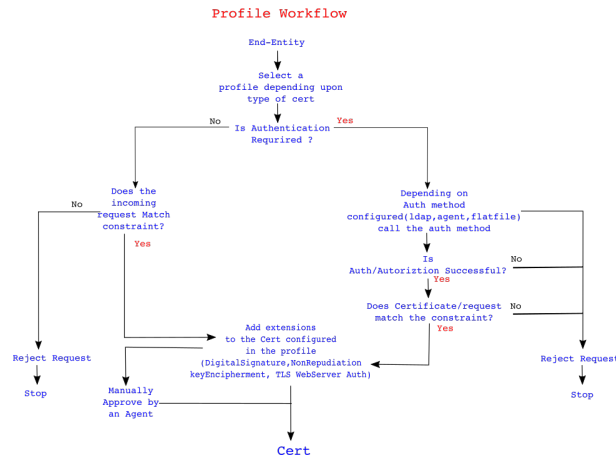 Profile Workflow
End-Entity
Select a
profile depending upon
type of cert
No
Yes
Is Authentication
Requrired ?
Does the
incoming
request Match
constraint?
No
Yes
Depending on
Auth method
configured(ldap,agent,flatfile)
call the auth method
Is
Auth/Autoriztion Successful?
No
Yes
Does Certificate/request
match the constraint?
No
Yes
Add extensions
to the Cert configured
in the profile
(DigitalSignature,NonRepudiation
keyEncipherment, TLS WebServer Auth)
Reject Request
Stop
Manually
Approve by
an Agent
Reject Request
Stop
Cert